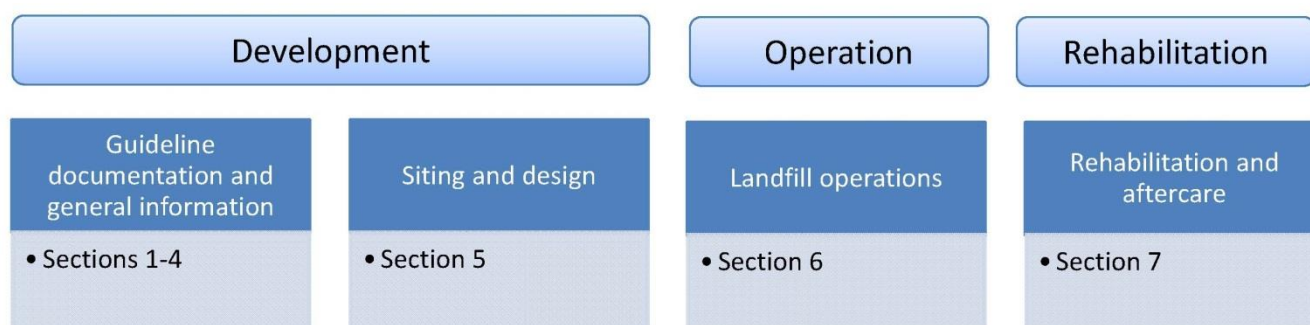 Development
Operation
Rehabilitation
Guideline
documentation and
general information
• Sections 1-4
Siting and design
• Section 5
Landfill operations
• Section 6
Rehabilitation and
aftercare
• Section 7